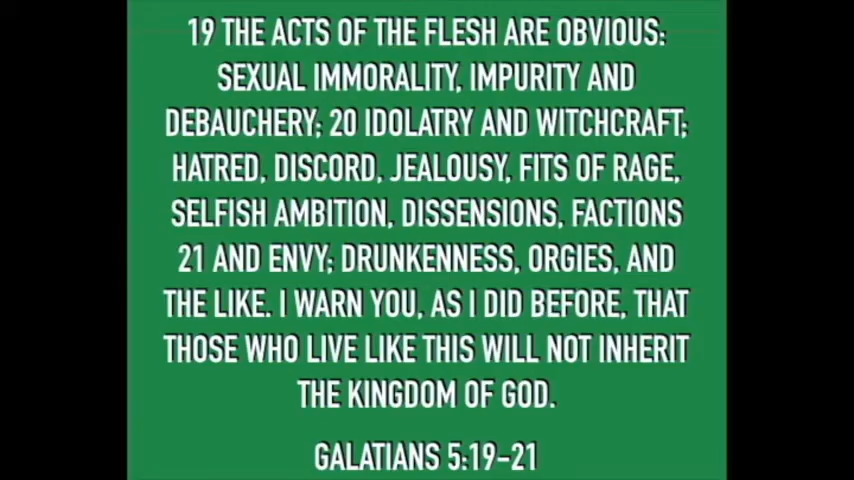 19 THE ACTS OF THE FLESH ARE OBVIOUS:
SEXUAL IMMORALITY, IMPURITY AND
DEBAUCHERY; 20 IDOLATRY AND WITCHCRAFT;
HATRED, DISCORD, JEALOUSY, FITS OF RAGE,
SELFISH AMBITION, DISSENSIONS, FACTIONS
21 AND ENVY; DRUNKENNESS, ORGIES, AND
THE LIKE. I WARN YOU, AS I DID BEFORE, THAT
THOSE WHO LIVE LIKE THIS WILL NOT INHERIT
THE KINGDOM OF GOD.
GALATIANS 5:19-21